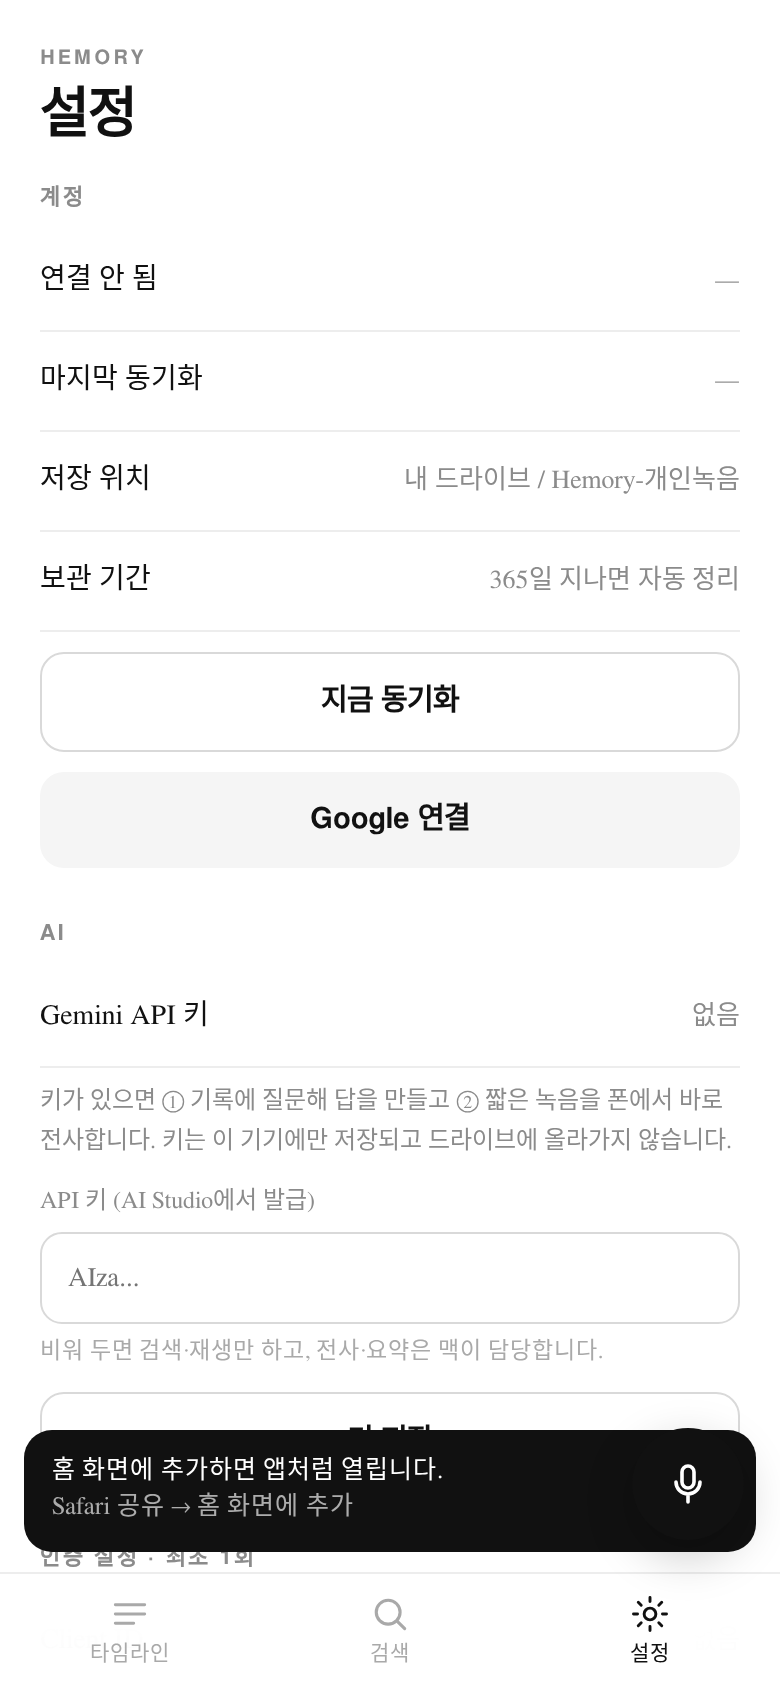 HEMORY
설정
계정
연결 안 됨 —
마지막 동기화 —
저장 위치 내 드라이브 / Hemory-개인녹음
보관 기간 365일 지나면 자동 정리
지금 동기화
Google 연결
AI
Gemini API 키 없음
키가 있으면 ① 기록에 질문해 답을 만들고 ② 짧은 녹음을 폰에서 바로
전사합니다. 키는 이 기기에만 저장되고 드라이브에 올라가지 않습니다.
API 키 (AI Studio에서 발급)
AIza...
비워 두면 검색·재생만 하고, 전사·요약은 맥이 담당합니다.
홈 화면에 추가하면 앱처럼 열립니다.
Safari 공유 → 홈 화면에 추가
인증 설정 · 최초 1회
타임라인 검색 설정